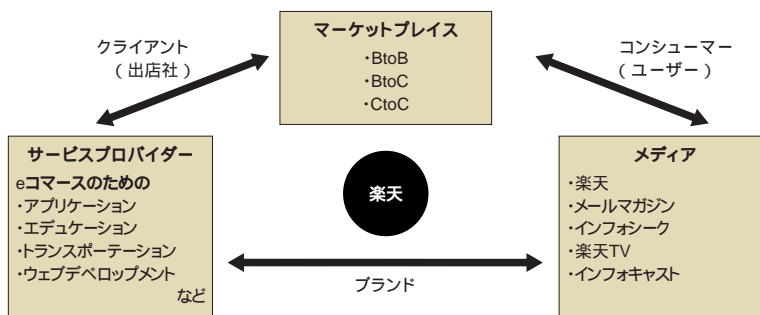 マーケットプレイス
・BtoB
・BtoC
・CtoC
クライアント
（出店社）
コンシューマー
（ユーザー）
サービスプロバイダー
eコマースのための
・アプリケーション
・エデュケーション
・トランスポーテーション
・ウェブデベロップメント
など
楽天
メディア
・楽天
・メールマガジン
・インフォシーク
・楽天TV
・インフォキャスト
ブランド